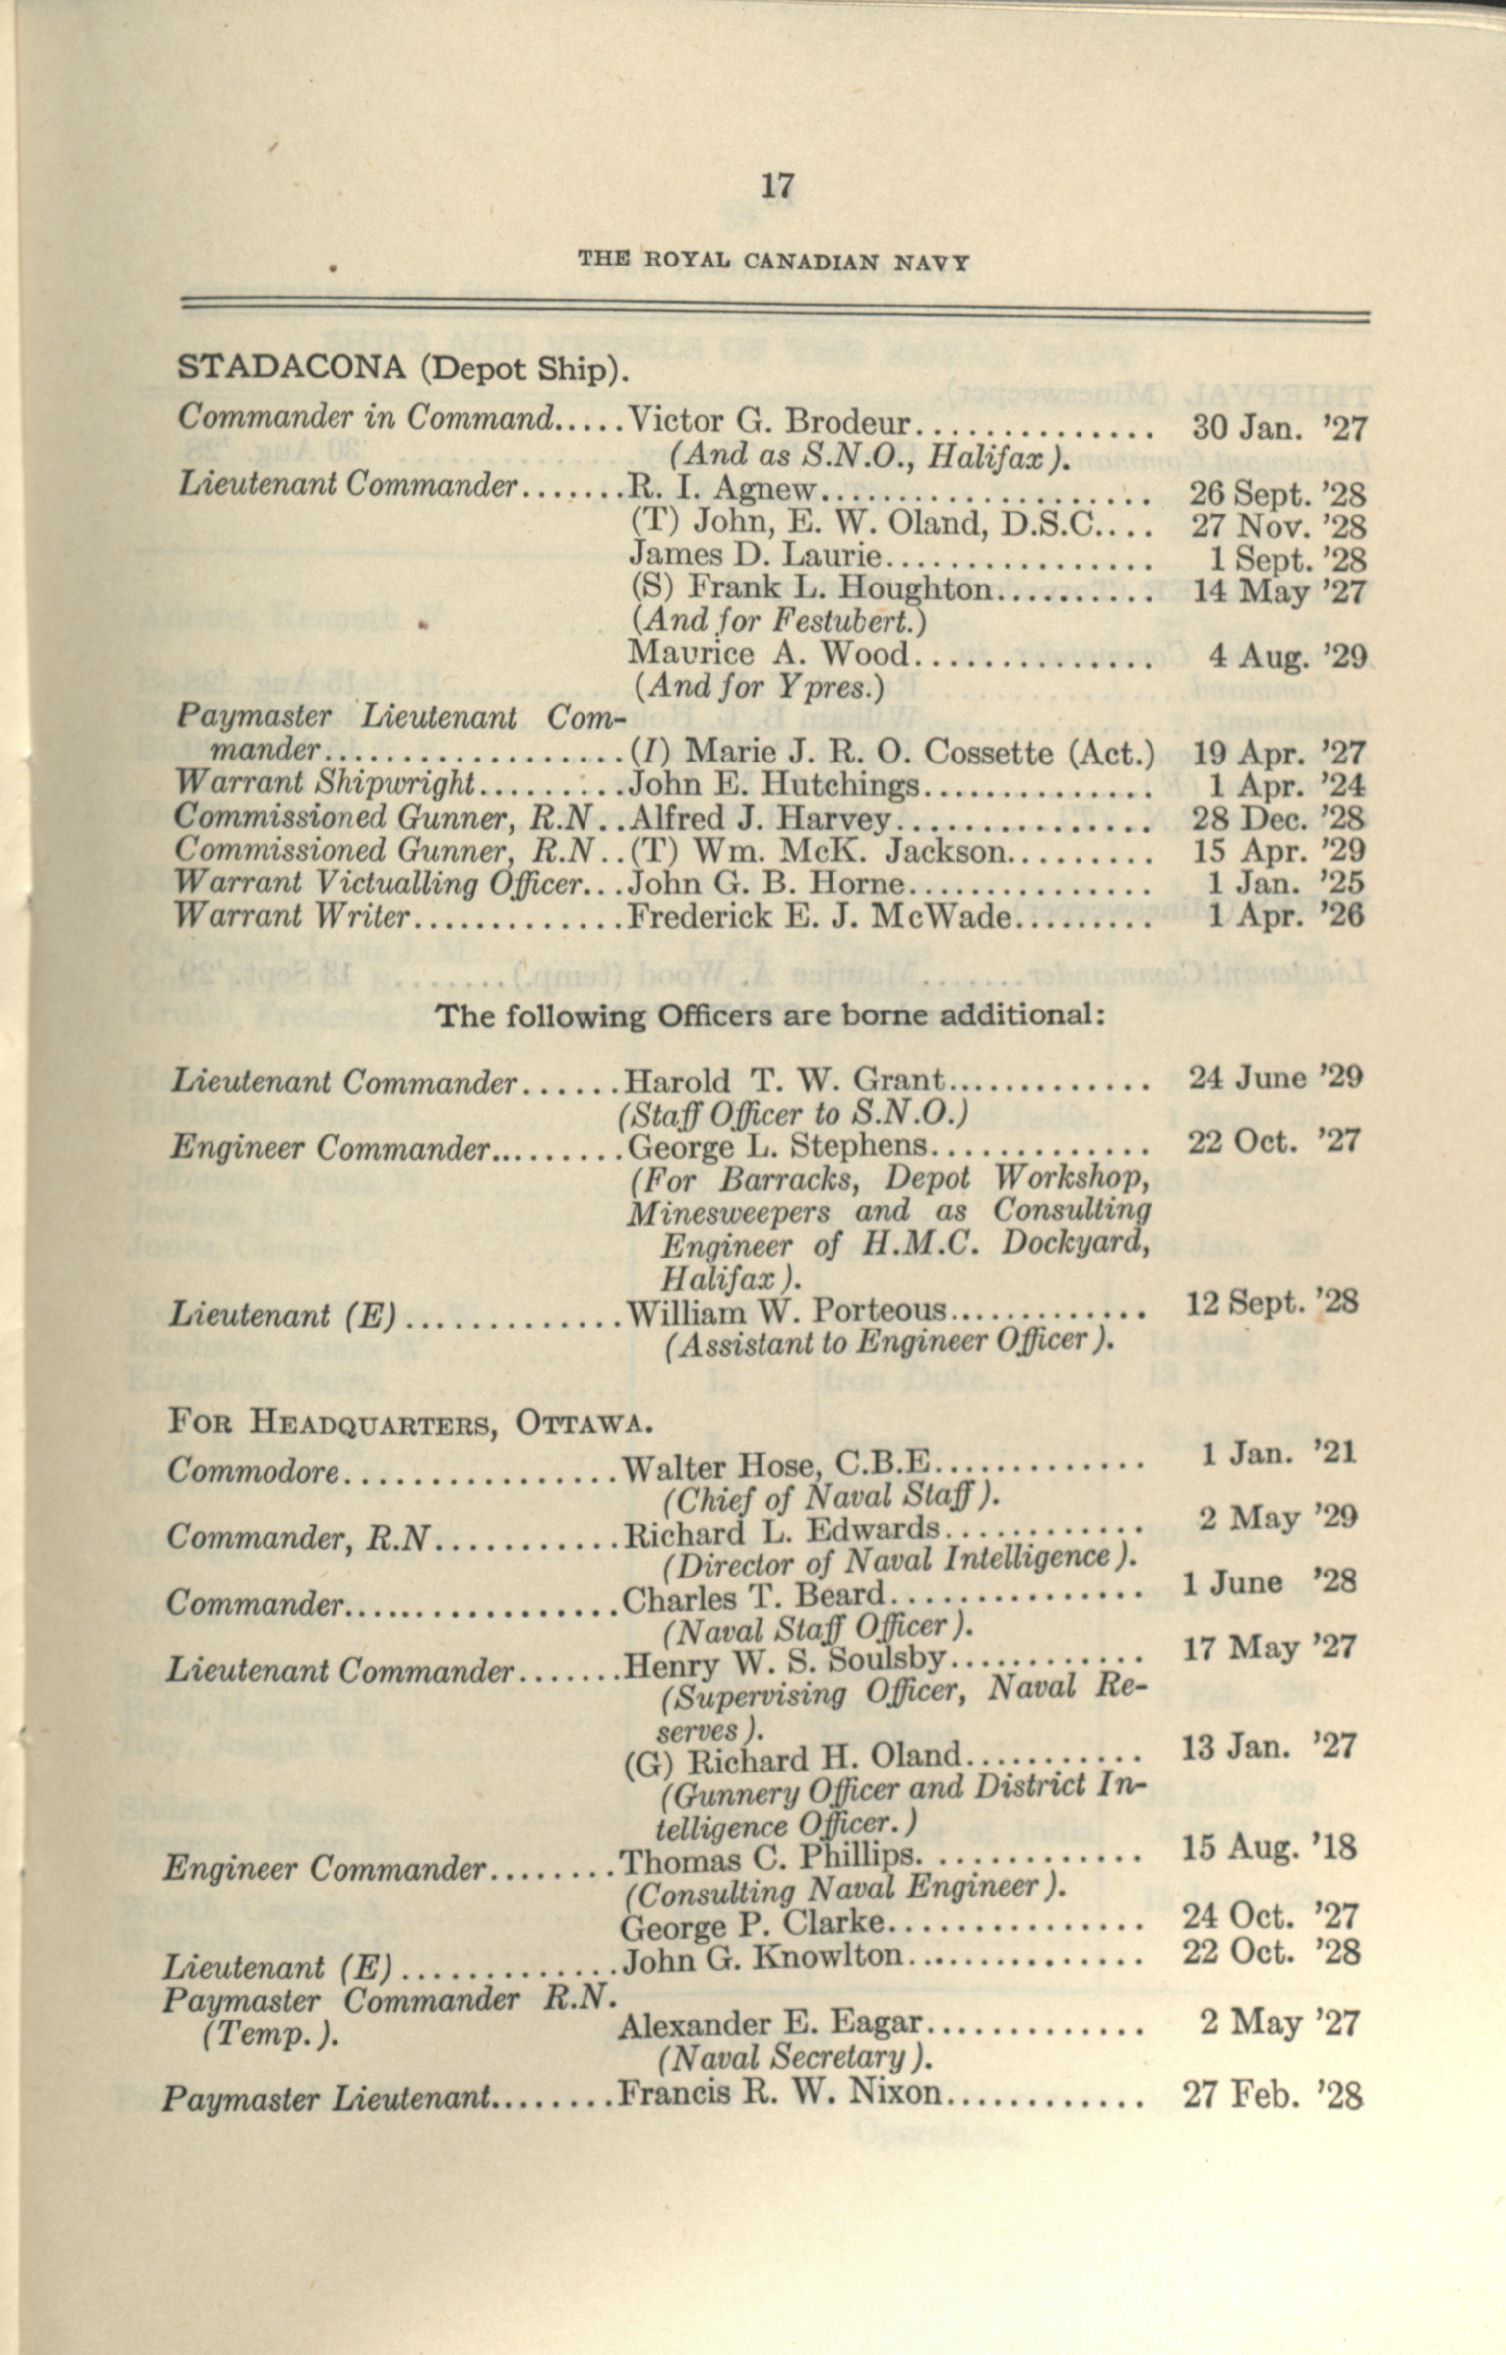 17
THE ROYAL CANADIAN NAVY
STADACONA (Depot Ship).
Commander in Command.....Victor G. Brodeur............... 30 Jan. '27
(And as S.N.O., Halifax).
Lieutenant Commander.......R. I. Agnew..................... 26 Sept. '28
(T) John, E. W. Oland, D.S.C.... 27 Nov. '28
James D. Laurie................. 1 Sept. '28
(S) Frank L. Houghton.......... 14 May '27
(And for Festubert.)
Maurice A. Wood............... 4 Aug. '29
(And for Ypres.)
Paymaster Lieutenant Com-
mander...................(I) Marie J. R. O. Cossette (Act.) 19 Apr. '27
Warrant Shipwright..........John E. Hutchings............... 1 Apr. '24
Commissioned Gunner, R.N..Alfred J. Harvey................ 28 Dec. '28
Commissioned Gunner, R.N..(T) Wm. McK. Jackson......... 15 Apr. '29
Warrant Victualling Officer...John G. B. Horne............... 1 Jan. '25
Warrant Writer.............Frederick E. J. McWade......... 1 Apr. '26
The following Officers are borne additional:
Lieutenant Commander......Harold T. W. Grant............. 24 June '29
(Staff Officer to S.N.O.)
Engineer Commander.........George L. Stephens............. 22 Oct. '27
(For Barracks, Depot Workshop,
Minesweepers and as Consulting
Engineer of H.M.C. Dockyard,
Halifax).
Lieutenant (E).............William W. Porteous............. 12 Sept. '28
(Assistant to Engineer Officer).
FOR HEADQUARTERS, OTTAWA.
Commodore.................Walter Hose, C.B.E............. 1 Jan. '21
(Chief of Naval Staff).
Commander, R.N............Richard L. Edwards............ 2 May '29
(Director of Naval Intelligence).
Commander.................Charles T. Beard............... 1 June '28
(Naval Staff Officer).
Lieutenant Commander.......Henry W. S. Soulsby............ 17 May '27
(Supervising Officer, Naval Re-
serves).
(G) Richard H. Oland........... 13 Jan. '27
(Gunnery Officer and District In-
telligence Officer.)
Engineer Commander........Thomas C. Phillips............. 15 Aug. '18
(Consulting Naval Engineer).
George P. Clarke............... 24 Oct. '27
Lieutenant (E).............John G. Knowlton............... 22 Oct. '28
Paymaster Commander R.N.
(Temp.). Alexander E. Eagar............. 2 May '27
(Naval Secretary).
Paymaster Lieutenant........Francis R. W. Nixon............ 27 Feb. '28